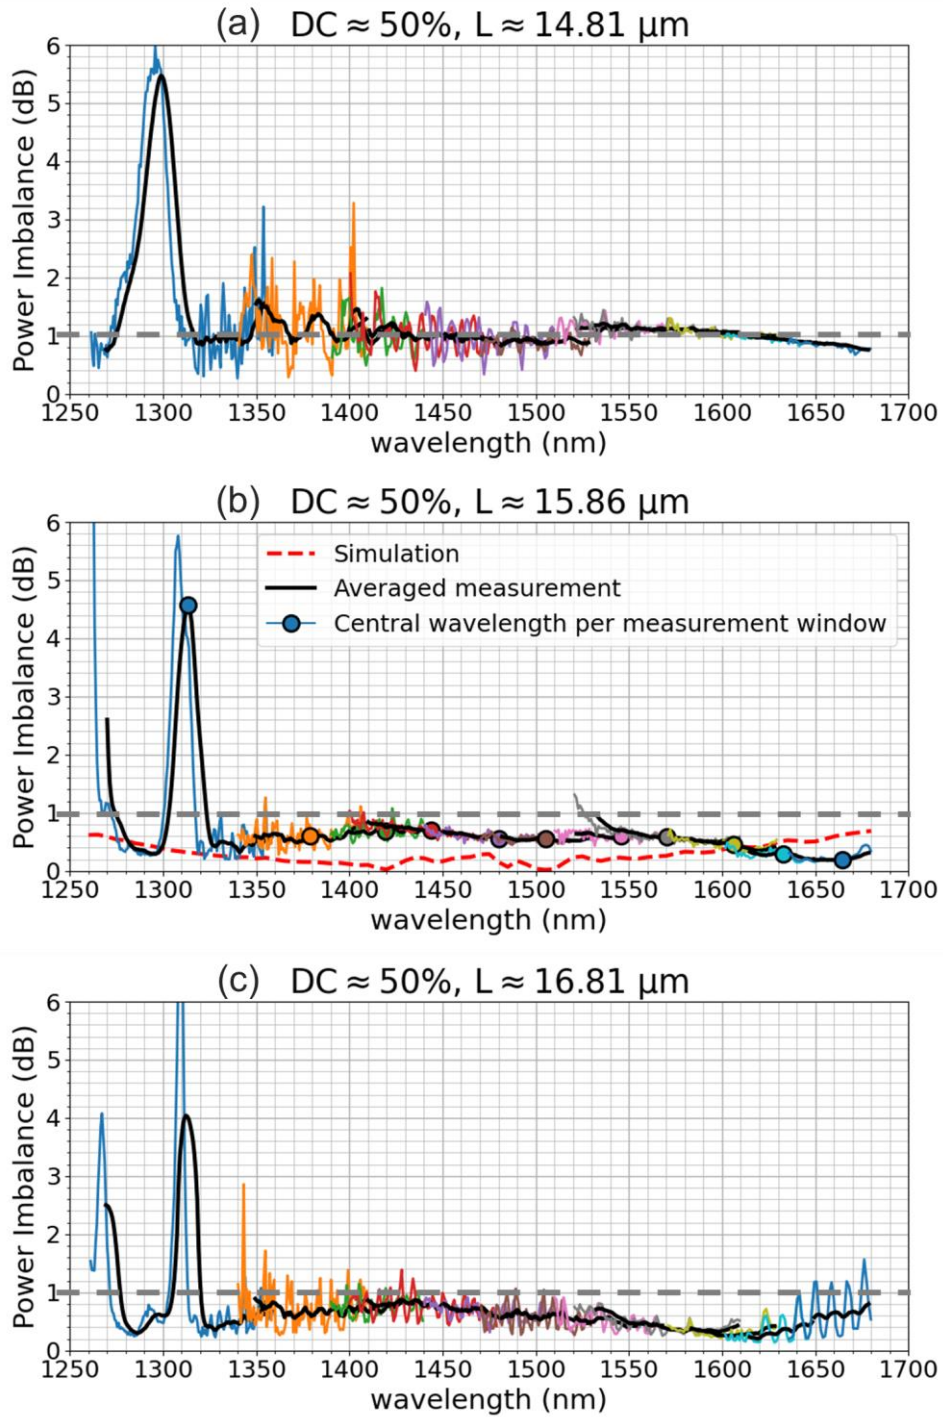 (a) DC ≈ 50%, L ≈ 14.81 μm
Power Imbalance (dB)
6
5
4
3
2
1
0
1250 1300 1350 1400 1450 1500 1550 1600 1650 1700
wavelength (nm)
(b) DC ≈ 50%, L ≈ 15.86 μm
Power Imbalance (dB)
6
5
4
3
2
1
0
Simulation
Averaged measurement
Central wavelength per measurement window
1250 1300 1350 1400 1450 1500 1550 1600 1650 1700
wavelength (nm)
(c) DC ≈ 50%, L ≈ 16.81 μm
Power Imbalance (dB)
6
5
4
3
2
1
0
1250 1300 1350 1400 1450 1500 1550 1600 1650 1700
wavelength (nm)